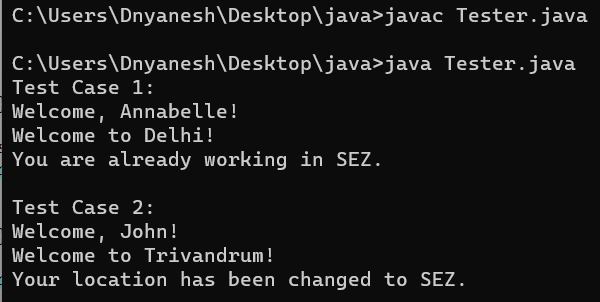 C:\Users\Dnyanesh\Desktop\java>javac Tester.java
C:\Users\Dnyanesh\Desktop\java>java Tester.java
Test Case 1:
Welcome, Annabelle!
Welcome to Delhi!
You are already working in SEZ.
Test Case 2:
Welcome, John!
Welcome to Trivandrum!
Your location has been changed to SEZ.